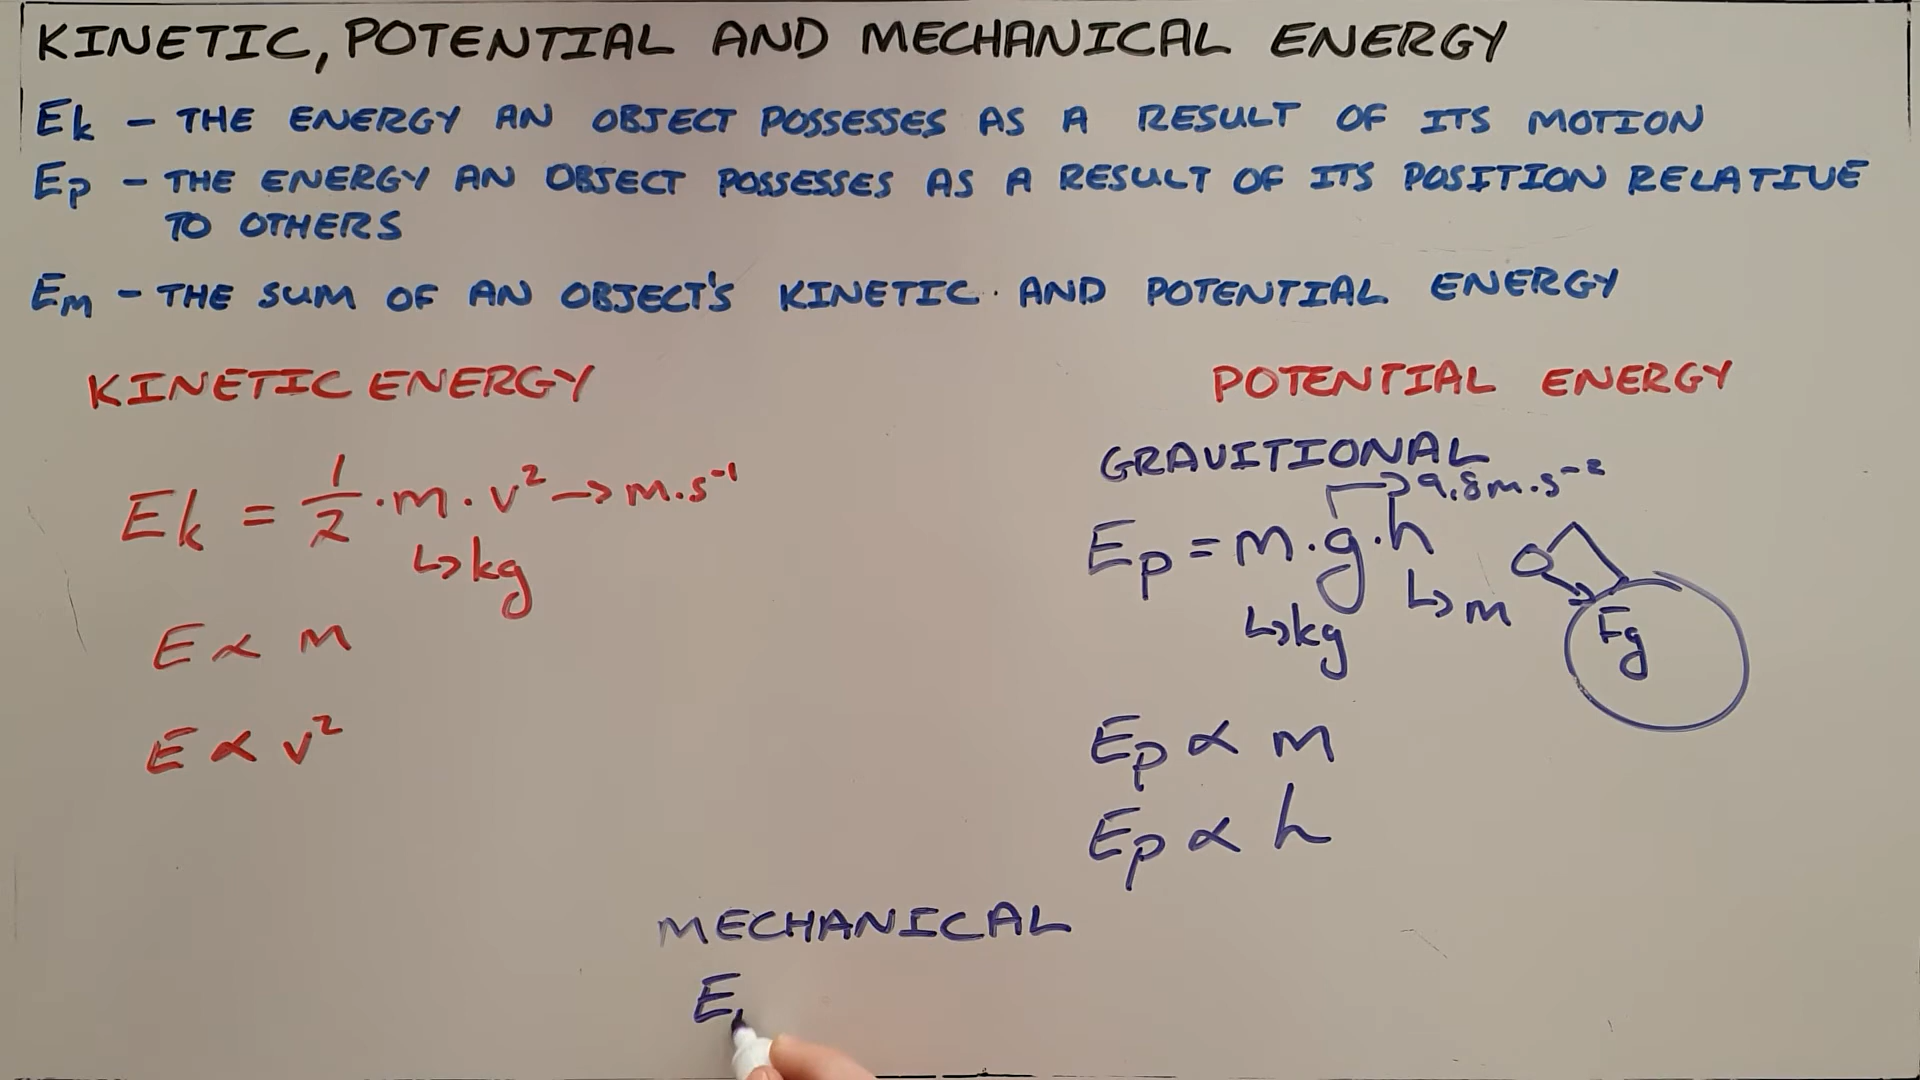 KINETIC, POTENTIAL AND MECHANICAL ENERGY
Ek – THE ENERGY AN OBJECT POSSESSES AS A RESULT OF ITS MOTION
Ep – THE ENERGY AN OBJECT POSSESSES AS A RESULT OF ITS POSITION RELATIVE
TO OTHERS
EM – THE SUM OF AN OBJECT'S KINETIC AND POTENTIAL ENERGY
KINETIC ENERGY
Ek = 1/2 · m · v² → m.s⁻¹
↳ kg
E ∝ m
E ∝ v²
POTENTIAL ENERGY
GRAVITIONAL
→ 9.8m.s⁻²
Ep = m · g · h
↳ m
↳ kg
Fg
Ep ∝ m
Ep ∝ h
MECHANICAL
E